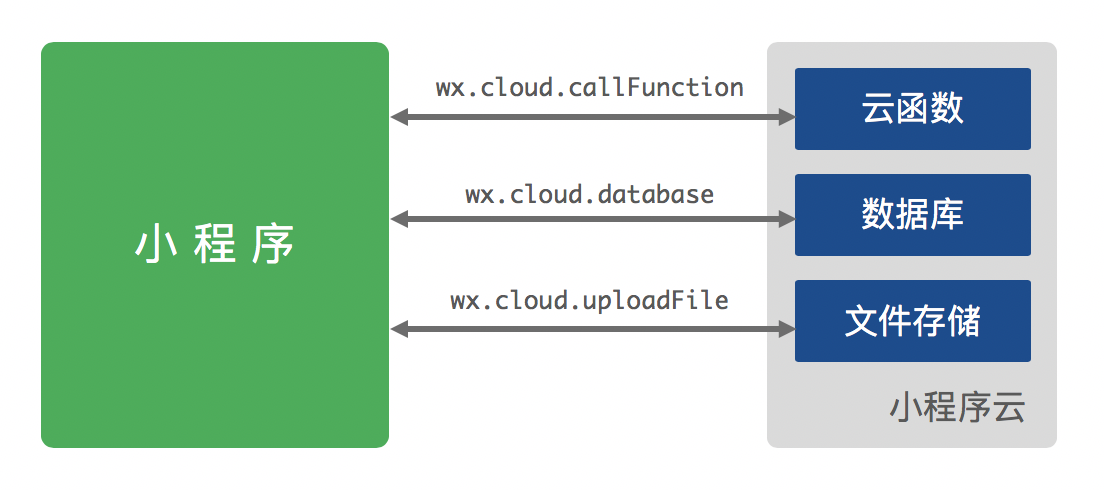 小程序
wx.cloud.callFunction
云函数
wx.cloud.database
数据库
wx.cloud.uploadFile
文件存储
小程序云